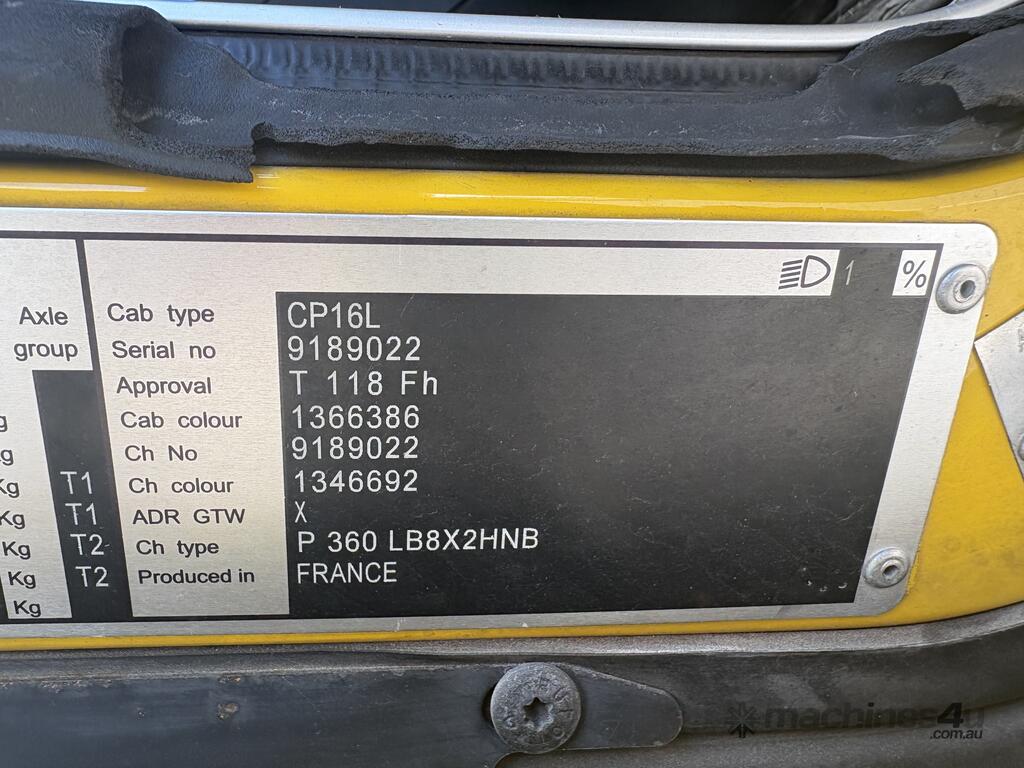 1 %
Axle
group
Cab type CP16L
Serial no 9189022
Approval T 118 Fh
Cab colour 1366386
Ch No 9189022
Kg T1 Ch colour 1346692
Kg T1 ADR GTW X
Kg T2 Ch type P 360 LB8X2HNB
Kg T2 Produced in FRANCE
Kg
machines4u
.com.au